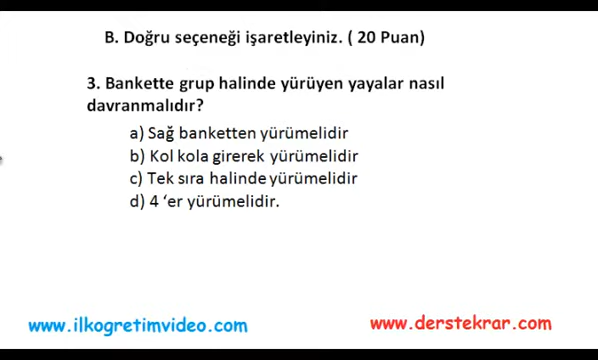 B. Doğru seçeneği işaretleyiniz. ( 20 Puan)
3. Bankette grup halinde yürüyen yayalar nasıl
davranmalıdır?
a) Sağ banketten yürümelidir
b) Kol kola girerek yürümelidir
c) Tek sıra halinde yürümelidir
d) 4 ‘er yürümelidir.
www.ilkogretimvideo.com
www.derstekrar.com